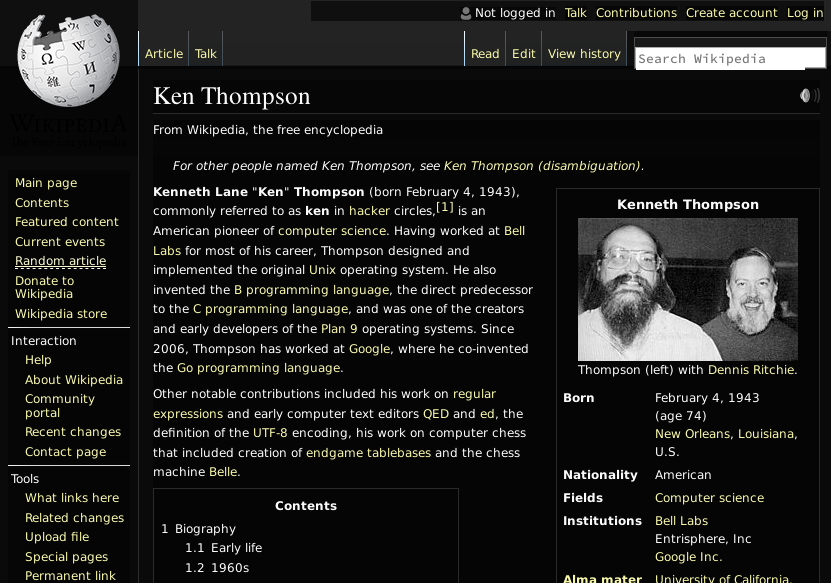 Not logged in Talk Contributions Create account Log in
Article Talk Read Edit View history Search Wikipedia
WIKIPEDIA
The Free Encyclopedia
Main page
Contents
Featured content
Current events
Random article
Donate to
Wikipedia
Wikipedia store
Interaction
Help
About Wikipedia
Community
portal
Recent changes
Contact page
Tools
What links here
Related changes
Upload file
Special pages
Permanent link
Ken Thompson
From Wikipedia, the free encyclopedia
For other people named Ken Thompson, see Ken Thompson (disambiguation).
Kenneth Lane "Ken" Thompson (born February 4, 1943),
commonly referred to as ken in hacker circles,[1] is an
American pioneer of computer science. Having worked at Bell
Labs for most of his career, Thompson designed and
implemented the original Unix operating system. He also
invented the B programming language, the direct predecessor
to the C programming language, and was one of the creators
and early developers of the Plan 9 operating systems. Since
2006, Thompson has worked at Google, where he co-invented
the Go programming language.
Other notable contributions included his work on regular
expressions and early computer text editors QED and ed, the
definition of the UTF-8 encoding, his work on computer chess
that included creation of endgame tablebases and the chess
machine Belle.
Contents
1 Biography
1.1 Early life
1.2 1960s
Kenneth Thompson
Thompson (left) with Dennis Ritchie.
Born February 4, 1943
(age 74)
New Orleans, Louisiana,
U.S.
Nationality American
Fields Computer science
Institutions Bell Labs
Entrisphere, Inc
Google Inc.
Alma mater University of California,